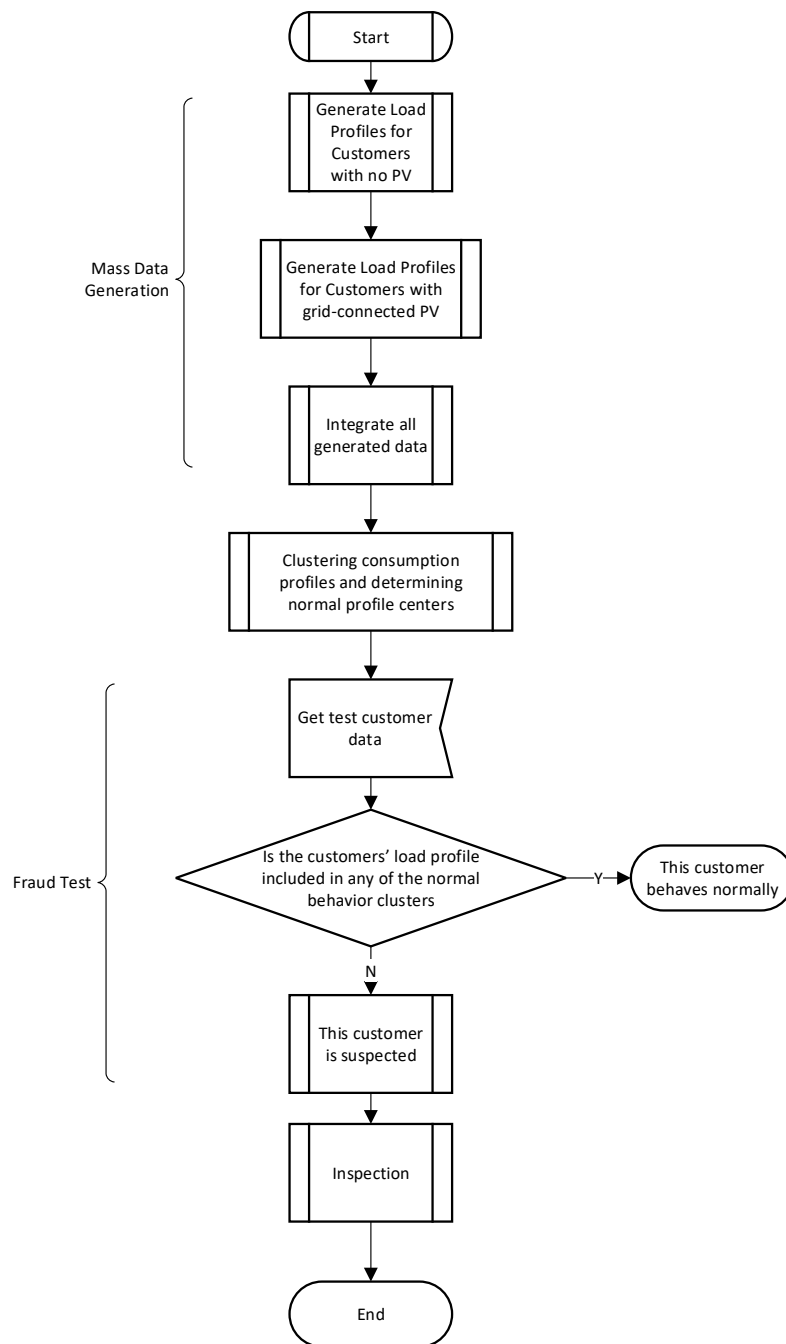 Start
Generate Load
Profiles for
Customers
with no PV
Mass Data
Generation
Generate Load Profiles
for Customers with
grid-connected PV
Integrate all
generated data
Clustering consumption
profiles and determining
normal profile centers
Get test customer
data
Fraud Test
Is the customers’ load profile
included in any of the normal
behavior clusters
Y
This customer
behaves normally
N
This customer
is suspected
Inspection
End